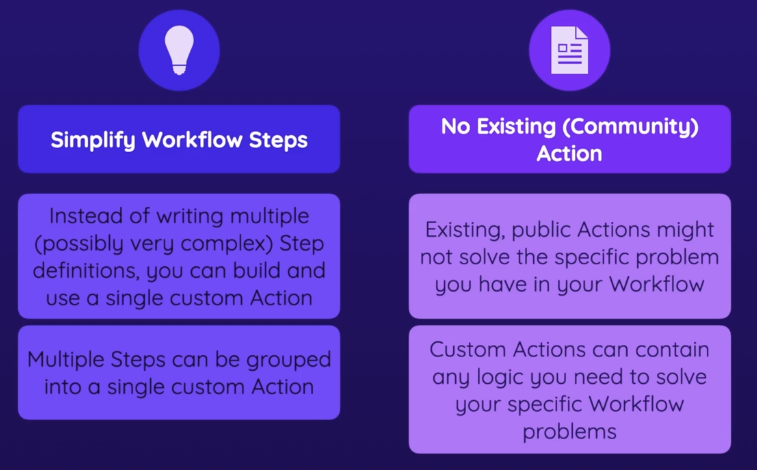 Simplify Workflow Steps
Instead of writing multiple
(possibly very complex) Step
definitions, you can build and
use a single custom Action
Multiple Steps can be grouped
into a single custom Action
No Existing (Community)
Action
Existing, public Actions might
not solve the specific problem
you have in your Workflow
Custom Actions can contain
any logic you need to solve
your specific Workflow
problems